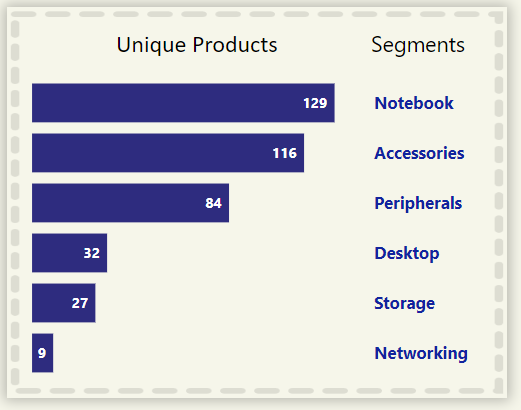 Unique Products Segments
129 Notebook
116 Accessories
84 Peripherals
32 Desktop
27 Storage
9 Networking